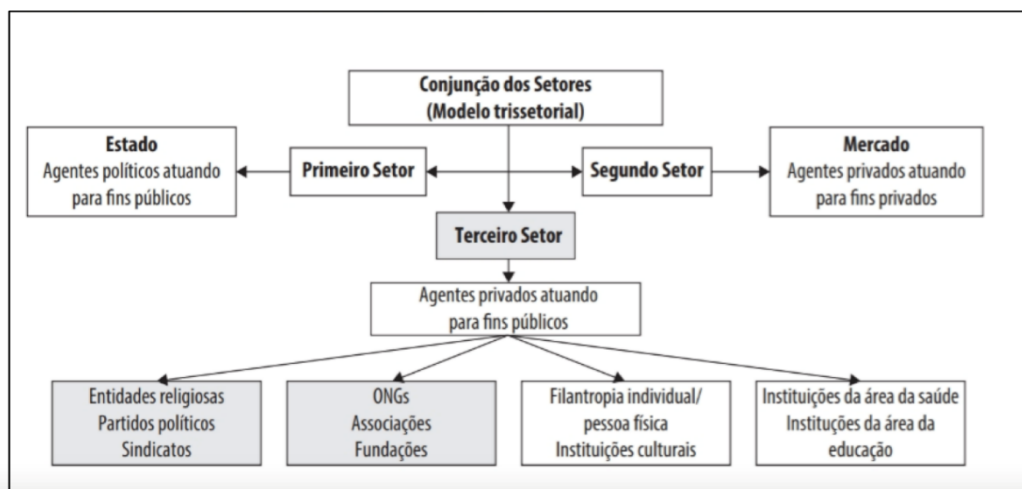 Conjunção dos Setores
(Modelo trissetorial)
Estado
Agentes políticos atuando
para fins públicos
Primeiro Setor
Segundo Setor
Mercado
Agentes privados atuando
para fins privados
Terceiro Setor
Agentes privados atuando
para fins públicos
Entidades religiosas
Partidos políticos
Sindicatos
ONGs
Associações
Fundações
Filantropia individual/
pessoa física
Instituições culturais
Instituições da área da saúde
Instituções da área da
educação